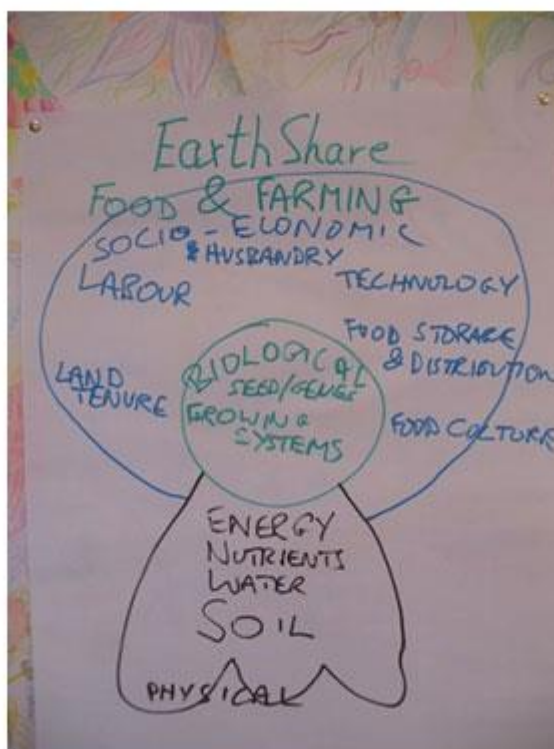 EarthShare
FOOD & FARMING
SOCIO-ECONOMIC
& HUSBANDRY
LABOUR
TECHNOLOGY
FOOD STORAGE
& DISTRIBUTION
LAND
TENURE
FOOD CULTURE
BIOLOGICAL
SEED/GENES
GROWING
SYSTEMS
ENERGY
NUTRIENTS
WATER
SOIL
PHYSICAL